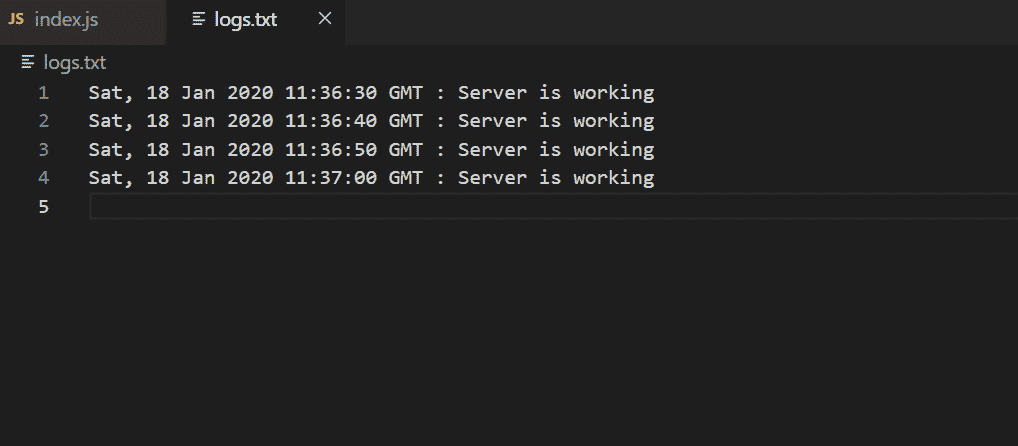 JS index.js logs.txt ×
logs.txt
1 Sat, 18 Jan 2020 11:36:30 GMT : Server is working
2 Sat, 18 Jan 2020 11:36:40 GMT : Server is working
3 Sat, 18 Jan 2020 11:36:50 GMT : Server is working
4 Sat, 18 Jan 2020 11:37:00 GMT : Server is working
5